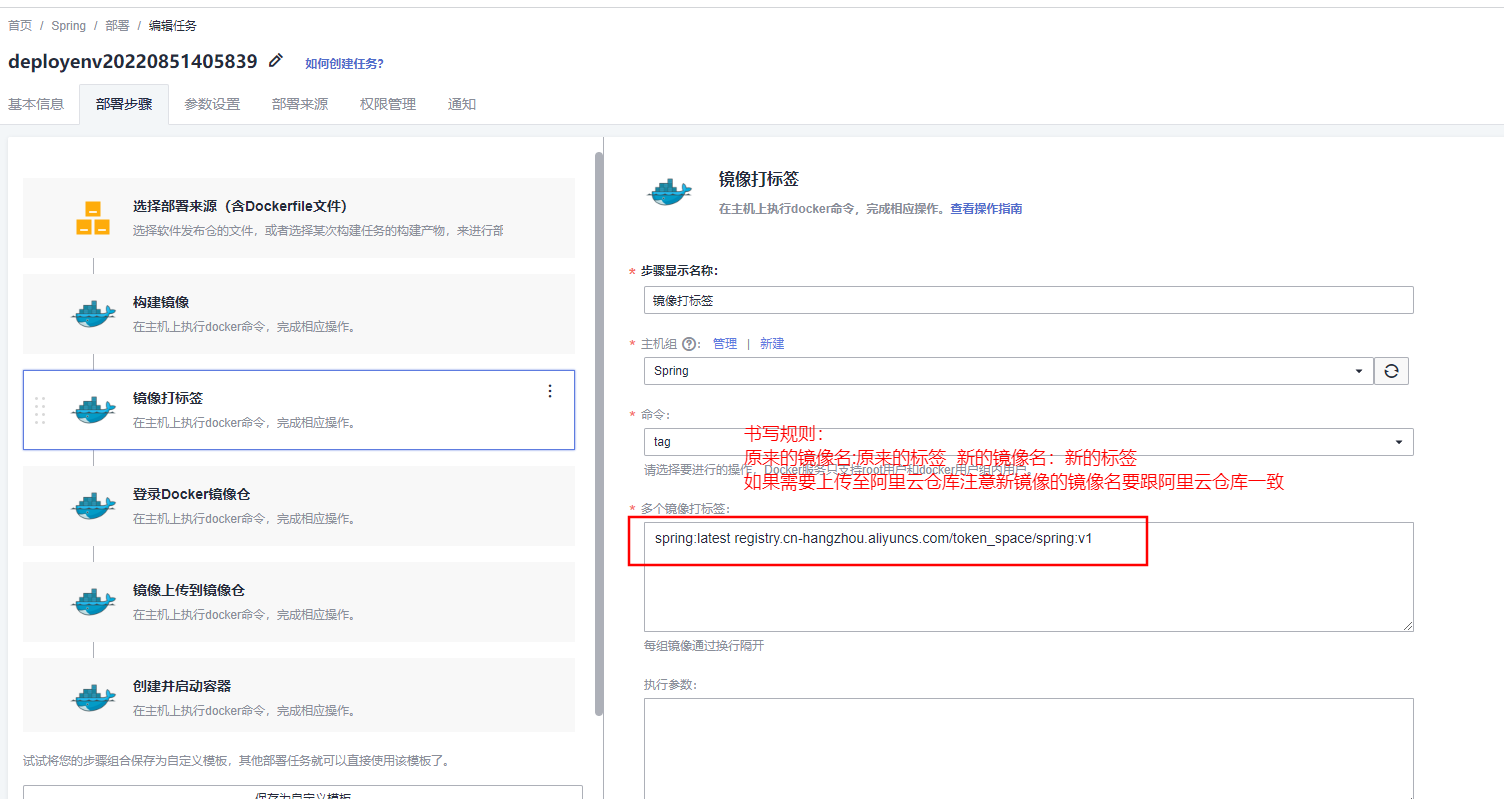 首页 / Spring / 部署 / 编辑任务
deployenv20220851405839 如何创建任务?
基本信息 部署步骤 参数设置 部署来源 权限管理 通知
选择部署来源（含Dockerfile文件）
选择软件发布仓的文件，或者选择某次构建任务的构建产物，来进行部
构建镜像
在主机上执行docker命令，完成相应操作。
镜像打标签
在主机上执行docker命令，完成相应操作。
登录Docker镜像仓
在主机上执行docker命令，完成相应操作。
镜像上传到镜像仓
在主机上执行docker命令，完成相应操作。
创建并启动容器
在主机上执行docker命令，完成相应操作。
试试将您的步骤组合保存为自定义模板，其他部署任务就可以直接使用该模板了。
保存为自定义模板
镜像打标签
在主机上执行docker命令，完成相应操作。查看操作指南
* 步骤显示名称:
镜像打标签
* 主机组 ?: 管理 | 新建
Spring
* 命令:
tag
书写规则：
原来的镜像名:原来的标签 新的镜像名：新的标签
请选择要进行的操作，Docker服务只支持root用户和docker用户组内用户。
如果需要上传至阿里云仓库注意新镜像的镜像名要跟阿里云仓库一致
* 多个镜像打标签:
spring:latest registry.cn-hangzhou.aliyuncs.com/token_space/spring:v1
每组镜像通过换行隔开
执行参数: